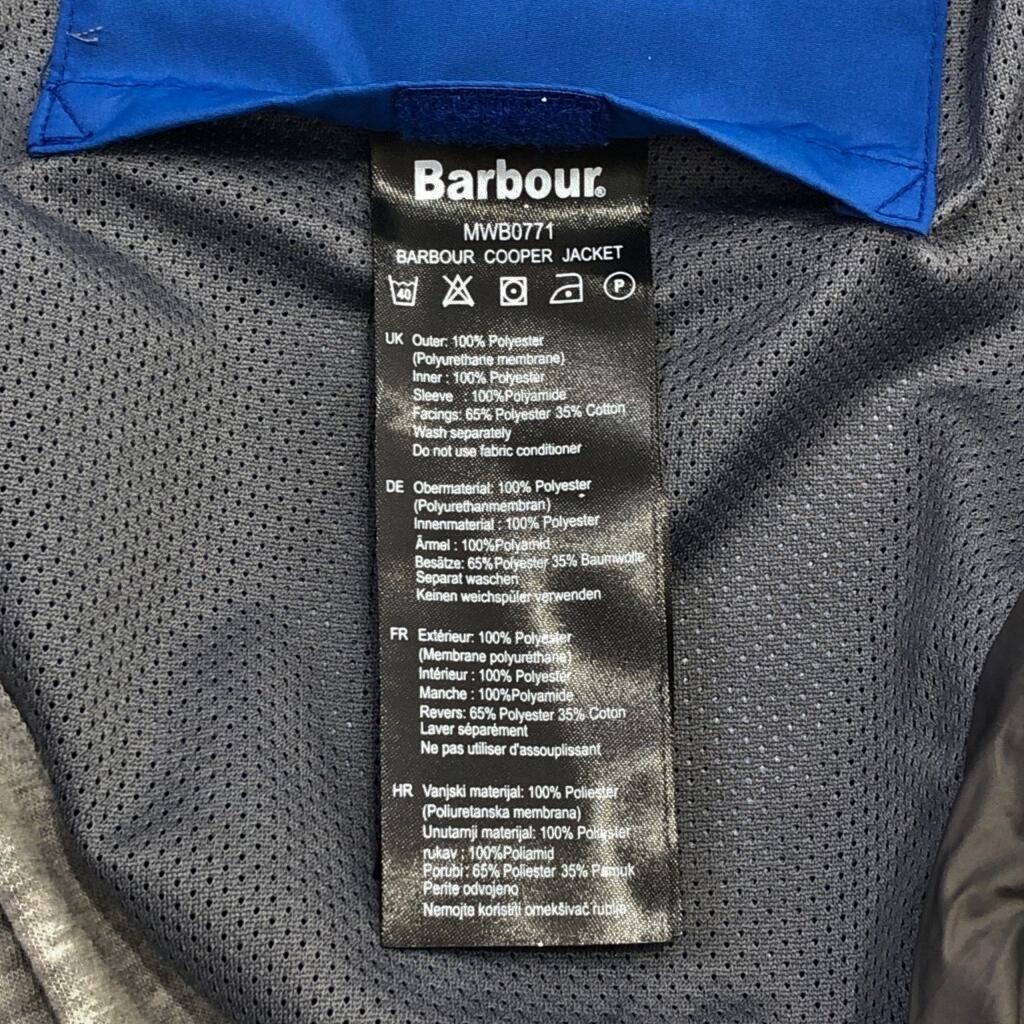 Barbour®
MWB0771
BARBOUR COOPER JACKET
40 P
UK Outer: 100% Polyester
(Polyurethane membrane)
Inner : 100% Polyester
Sleeve : 100%Polyamide
Facings: 65% Polyester 35% Cotton
Wash separately
Do not use fabric conditioner
DE Obermaterial: 100% Polyester
(Polyurethanmembran)
Innenmaterial : 100% Polyester
Ärmel : 100%Polyamid
Besätze: 65%Polyester 35% Baumwolle
Separat waschen
Keinen weichspüler verwenden
FR Extérieur: 100% Polyester
(Membrane polyuréthane)
Intérieur : 100% Polyester
Manche : 100%Polyamide
Revers: 65% Polyester 35% Coton
Laver séparément
Ne pas utiliser d'assouplissant
HR Vanjski materijal: 100% Poliester
(Poliuretanska membrana)
Unutarnji materijal: 100% Poliester
rukav : 100%Poliamid
Porubi: 65% Poliester 35% Pamuk
Perite odvojeno
Nemojte koristiti omekšivač rublja